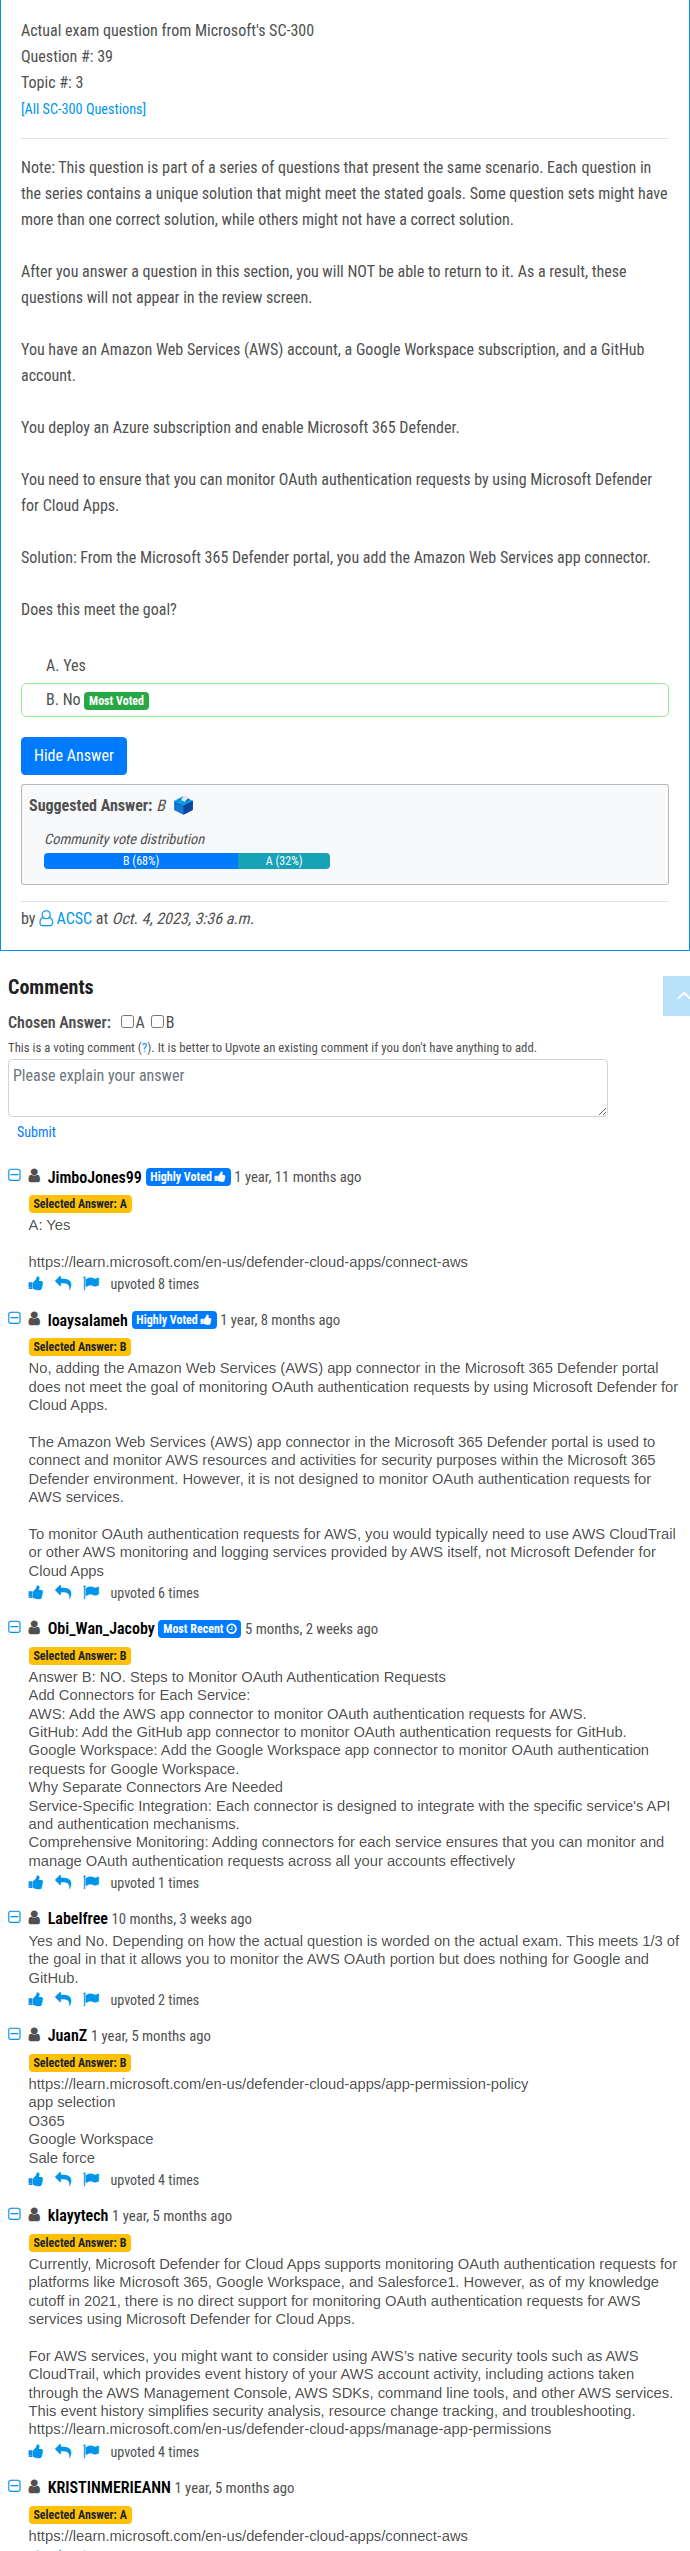 Actual exam question from Microsoft's SC-300
Question #: 39
Topic #: 3
[All SC-300 Questions]
Note: This question is part of a series of questions that present the same scenario. Each question in
the series contains a unique solution that might meet the stated goals. Some question sets might have
more than one correct solution, while others might not have a correct solution.
After you answer a question in this section, you will NOT be able to return to it. As a result, these
questions will not appear in the review screen.
You have an Amazon Web Services (AWS) account, a Google Workspace subscription, and a GitHub
account.
You deploy an Azure subscription and enable Microsoft 365 Defender.
You need to ensure that you can monitor OAuth authentication requests by using Microsoft Defender
for Cloud Apps.
Solution: From the Microsoft 365 Defender portal, you add the Amazon Web Services app connector.
Does this meet the goal?
A. Yes
B. No Most Voted
Hide Answer
Suggested Answer: B
Community vote distribution
B (68%) A (32%)
by ACSC at Oct. 4, 2023, 3:36 a.m.
Comments
Chosen Answer: A B
This is a voting comment (?). It is better to Upvote an existing comment if you don't have anything to add.
Please explain your answer
Submit
JimboJones99 Highly Voted 1 year, 11 months ago
Selected Answer: A
A: Yes
https://learn.microsoft.com/en-us/defender-cloud-apps/connect-aws
upvoted 8 times
loaysalameh Highly Voted 1 year, 8 months ago
Selected Answer: B
No, adding the Amazon Web Services (AWS) app connector in the Microsoft 365 Defender portal
does not meet the goal of monitoring OAuth authentication requests by using Microsoft Defender for
Cloud Apps.
The Amazon Web Services (AWS) app connector in the Microsoft 365 Defender portal is used to
connect and monitor AWS resources and activities for security purposes within the Microsoft 365
Defender environment. However, it is not designed to monitor OAuth authentication requests for
AWS services.
To monitor OAuth authentication requests for AWS, you would typically need to use AWS CloudTrail
or other AWS monitoring and logging services provided by AWS itself, not Microsoft Defender for
Cloud Apps
upvoted 6 times
Obi_Wan_Jacoby Most Recent 5 months, 2 weeks ago
Selected Answer: B
Answer B: NO. Steps to Monitor OAuth Authentication Requests
Add Connectors for Each Service:
AWS: Add the AWS app connector to monitor OAuth authentication requests for AWS.
GitHub: Add the GitHub app connector to monitor OAuth authentication requests for GitHub.
Google Workspace: Add the Google Workspace app connector to monitor OAuth authentication
requests for Google Workspace.
Why Separate Connectors Are Needed
Service-Specific Integration: Each connector is designed to integrate with the specific service's API
and authentication mechanisms.
Comprehensive Monitoring: Adding connectors for each service ensures that you can monitor and
manage OAuth authentication requests across all your accounts effectively
upvoted 1 times
Labelfree 10 months, 3 weeks ago
Yes and No. Depending on how the actual question is worded on the actual exam. This meets 1/3 of
the goal in that it allows you to monitor the AWS OAuth portion but does nothing for Google and
GitHub.
upvoted 2 times
JuanZ 1 year, 5 months ago
Selected Answer: B
https://learn.microsoft.com/en-us/defender-cloud-apps/app-permission-policy
app selection
O365
Google Workspace
Sale force
upvoted 4 times
klayytech 1 year, 5 months ago
Selected Answer: B
Currently, Microsoft Defender for Cloud Apps supports monitoring OAuth authentication requests for
platforms like Microsoft 365, Google Workspace, and Salesforce1. However, as of my knowledge
cutoff in 2021, there is no direct support for monitoring OAuth authentication requests for AWS
services using Microsoft Defender for Cloud Apps.
For AWS services, you might want to consider using AWS's native security tools such as AWS
CloudTrail, which provides event history of your AWS account activity, including actions taken
through the AWS Management Console, AWS SDKs, command line tools, and other AWS services.
This event history simplifies security analysis, resource change tracking, and troubleshooting.
https://learn.microsoft.com/en-us/defender-cloud-apps/manage-app-permissions
upvoted 4 times
KRISTINMERIEANN 1 year, 5 months ago
Selected Answer: A
https://learn.microsoft.com/en-us/defender-cloud-apps/connect-aws